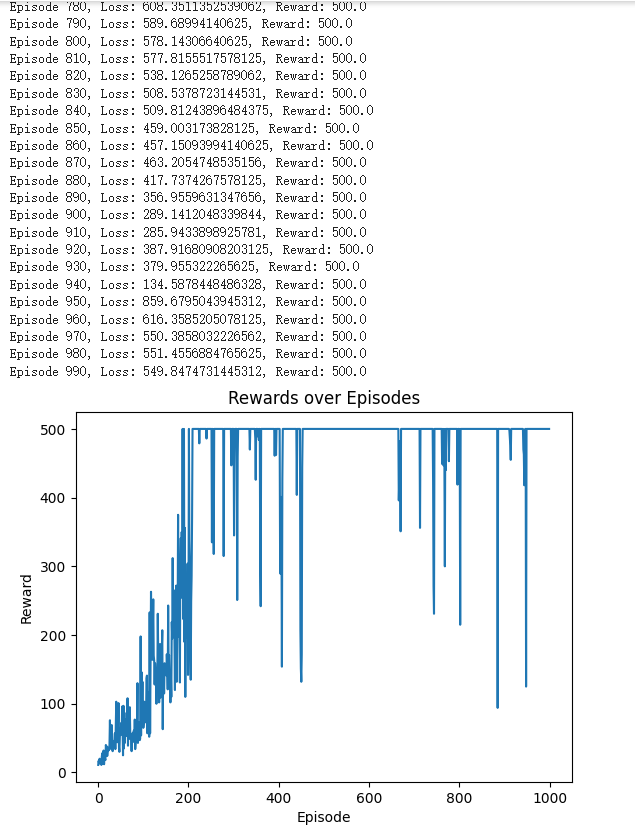 Episode 780, Loss: 608.3511352539062, Reward: 500.0
Episode 790, Loss: 589.68994140625, Reward: 500.0
Episode 800, Loss: 578.14306640625, Reward: 500.0
Episode 810, Loss: 577.8155517578125, Reward: 500.0
Episode 820, Loss: 538.1265258789062, Reward: 500.0
Episode 830, Loss: 508.5378723144531, Reward: 500.0
Episode 840, Loss: 509.81243896484375, Reward: 500.0
Episode 850, Loss: 459.003173828125, Reward: 500.0
Episode 860, Loss: 457.15093994140625, Reward: 500.0
Episode 870, Loss: 463.2054748535156, Reward: 500.0
Episode 880, Loss: 417.7374267578125, Reward: 500.0
Episode 890, Loss: 356.9559631347656, Reward: 500.0
Episode 900, Loss: 289.1412048339844, Reward: 500.0
Episode 910, Loss: 285.9433898925781, Reward: 500.0
Episode 920, Loss: 387.91680908203125, Reward: 500.0
Episode 930, Loss: 379.955322265625, Reward: 500.0
Episode 940, Loss: 134.5878448486328, Reward: 500.0
Episode 950, Loss: 859.6795043945312, Reward: 500.0
Episode 960, Loss: 616.3585205078125, Reward: 500.0
Episode 970, Loss: 550.3858032226562, Reward: 500.0
Episode 980, Loss: 551.4556884765625, Reward: 500.0
Episode 990, Loss: 549.8474731445312, Reward: 500.0
Rewards over Episodes
500
400
300
200
100
0
Reward
0 200 400 600 800 1000
Episode